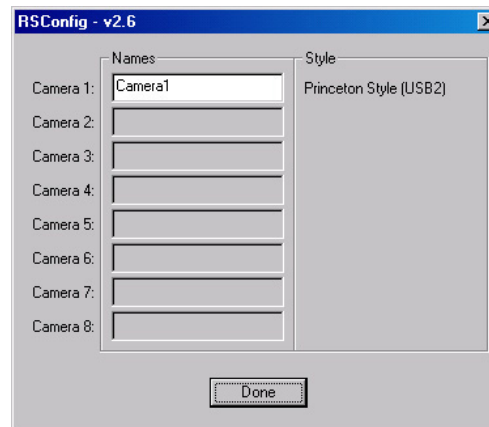 RSConfig - v2.6
Names Style
Camera 1: Camera1 Princeton Style (USB2)
Camera 2:
Camera 3:
Camera 4:
Camera 5:
Camera 6:
Camera 7:
Camera 8:
Done